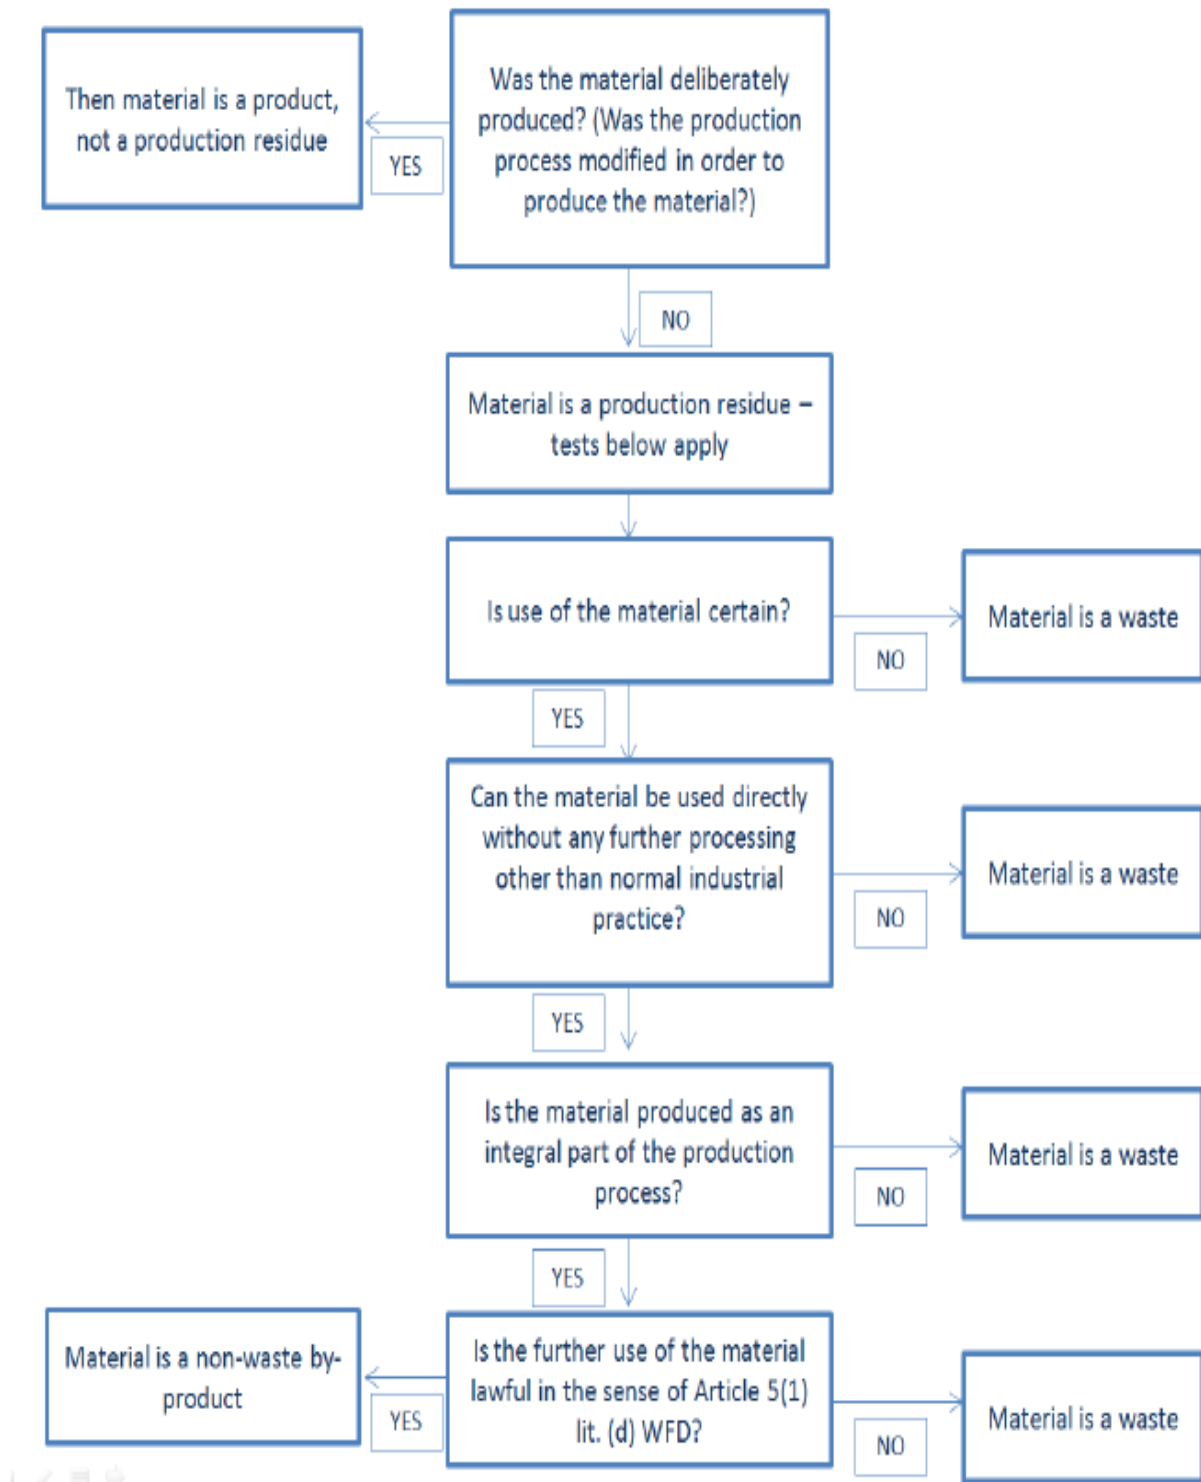 Then material is a product,
not a production residue
YES
Was the material deliberately
produced? (Was the production
process modified in order to
produce the material?)
NO
Material is a production residue –
tests below apply
Is use of the material certain?
NO
Material is a waste
YES
Can the material be used directly
without any further processing
other than normal industrial
practice?
NO
Material is a waste
YES
Is the material produced as an
integral part of the production
process?
NO
Material is a waste
YES
Is the further use of the material
lawful in the sense of Article 5(1)
lit. (d) WFD?
YES
Material is a non-waste by-
product
NO
Material is a waste